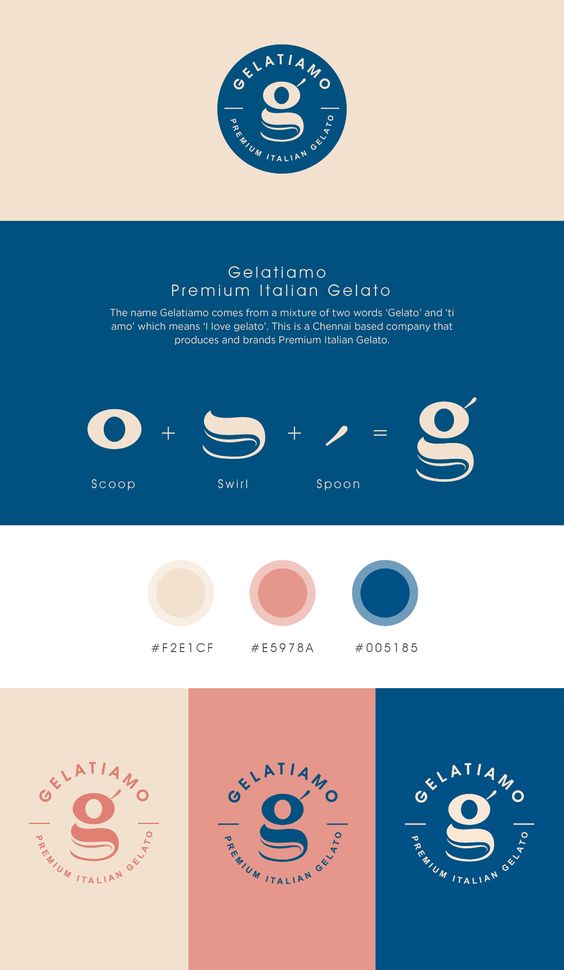 GELATIAMO
g
PREMIUM ITALIAN GELATO
Gelatiamo
Premium Italian Gelato
The name Gelatiamo comes from a mixture of two words ‘Gelato’ and ‘ti
amo’ which means ‘I love gelato’. This is a Chennai based company that
produces and brands Premium Italian Gelato.
+ + = g
Scoop Swirl Spoon
#F2E1CF #E5978A #005185
GELATIAMO
g
PREMIUM ITALIAN GELATO
GELATIAMO
g
PREMIUM ITALIAN GELATO
GELATIAMO
g
PREMIUM ITALIAN GELATO